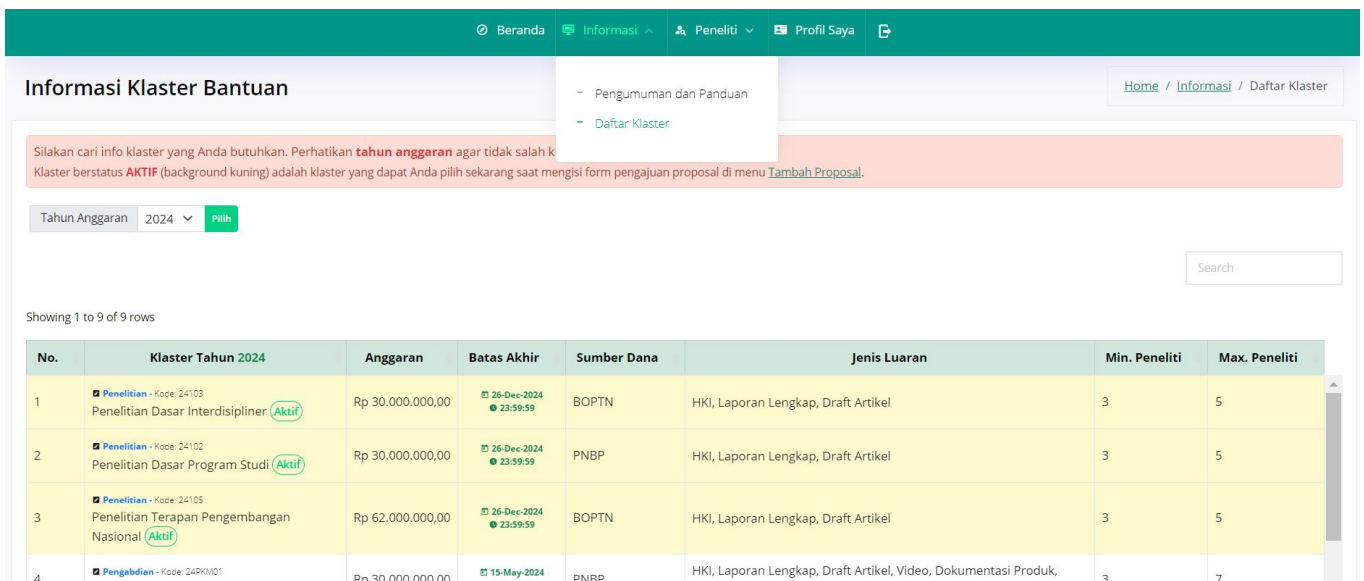 Beranda Informasi Peneliti Profil Saya
Informasi Klaster Bantuan
- Pengumuman dan Panduan
- Daftar Klaster
Home / Informasi / Daftar Klaster
Silakan cari info klaster yang Anda butuhkan. Perhatikan tahun anggaran agar tidak salah k
Klaster berstatus AKTIF (background kuning) adalah klaster yang dapat Anda pilih sekarang saat mengisi form pengajuan proposal di menu Tambah Proposal.
Tahun Anggaran 2024 Pilih
Search
Showing 1 to 9 of 9 rows
No. Klaster Tahun 2024 Anggaran Batas Akhir Sumber Dana Jenis Luaran Min. Peneliti Max. Peneliti
1 Penelitian - Kode: 24103
Penelitian Dasar Interdisipliner Aktif
Rp 30.000.000,00
26-Dec-2024
23:59:59
BOPTN
HKI, Laporan Lengkap, Draft Artikel
3
5
2 Penelitian - Kode: 24102
Penelitian Dasar Program Studi Aktif
Rp 30.000.000,00
26-Dec-2024
23:59:59
PNBP
HKI, Laporan Lengkap, Draft Artikel
3
5
3 Penelitian - Kode: 24105
Penelitian Terapan Pengembangan
Nasional Aktif
Rp 62.000.000,00
26-Dec-2024
23:59:59
BOPTN
HKI, Laporan Lengkap, Draft Artikel
3
5
4 Pengabdian - Kode: 24PKM01
Rp 30.000.000,00
15-May-2024
PNBP
HKI, Laporan Lengkap, Draft Artikel, Video, Dokumentasi Produk,
3
7